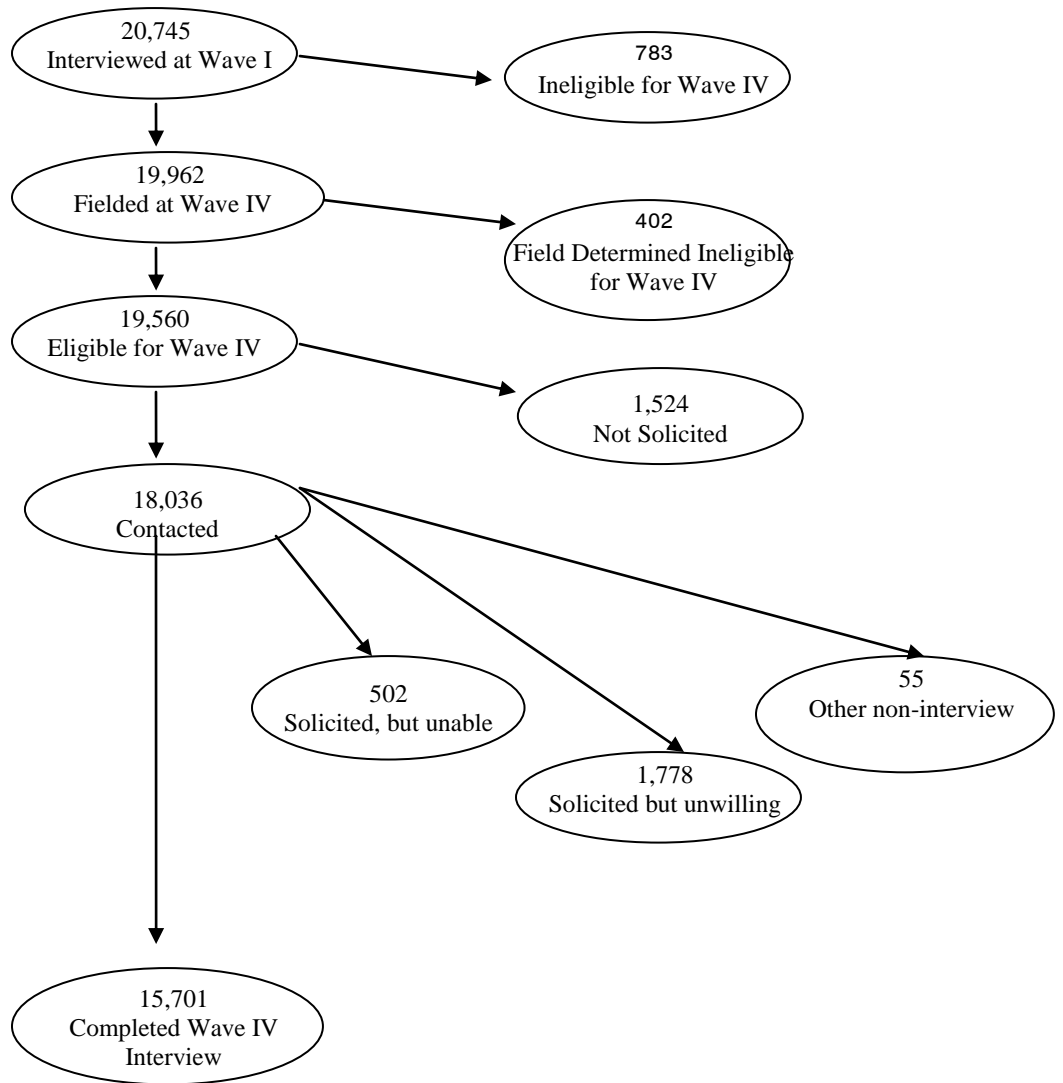 20,745
Interviewed at Wave I
783
Ineligible for Wave IV
19,962
Fielded at Wave IV
402
Field Determined Ineligible
for Wave IV
19,560
Eligible for Wave IV
1,524
Not Solicited
18,036
Contacted
502
Solicited, but unable
1,778
Solicited but unwilling
55
Other non-interview
15,701
Completed Wave IV
Interview